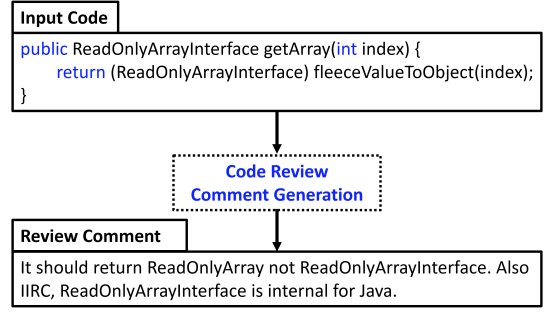 Input Code
public ReadOnlyArrayInterface getArray(int index) {
return (ReadOnlyArrayInterface) fleeceValueToObject(index);
}
Code Review
Comment Generation
Review Comment
It should return ReadOnlyArray not ReadOnlyArrayInterface. Also
IIRC, ReadOnlyArrayInterface is internal for Java.